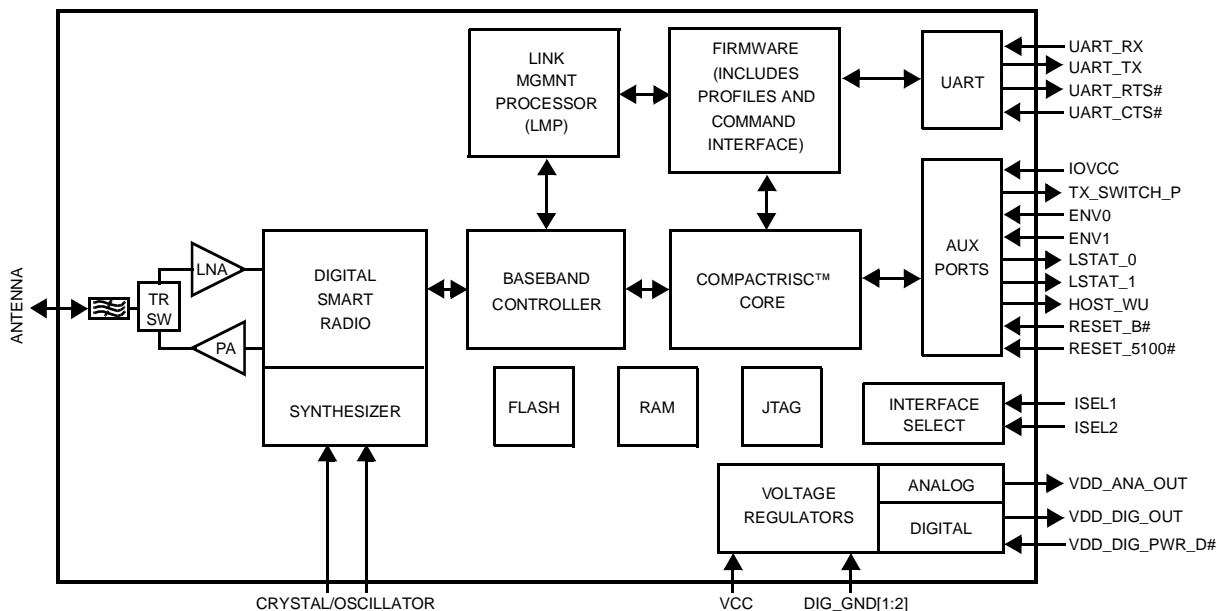 LINK
MGMNT
PROCESSOR
(LMP)
FIRMWARE
(INCLUDES
PROFILES AND
COMMAND
INTERFACE)
UART
UART_RX
UART_TX
UART_RTS#
UART_CTS#
ANTENNA
TR
SW
LNA
PA
DIGITAL
SMART
RADIO
SYNTHESIZER
BASEBAND
CONTROLLER
COMPACTRISC™
CORE
AUX
PORTS
IOVCC
TX_SWITCH_P
ENV0
ENV1
LSTAT_0
LSTAT_1
HOST_WU
RESET_B#
RESET_5100#
FLASH
RAM
JTAG
INTERFACE
SELECT
ISEL1
ISEL2
VOLTAGE
REGULATORS
ANALOG
DIGITAL
VDD_ANA_OUT
VDD_DIG_OUT
VDD_DIG_PWR_D#
CRYSTAL/OSCILLATOR
VCC
DIG_GND[1:2]